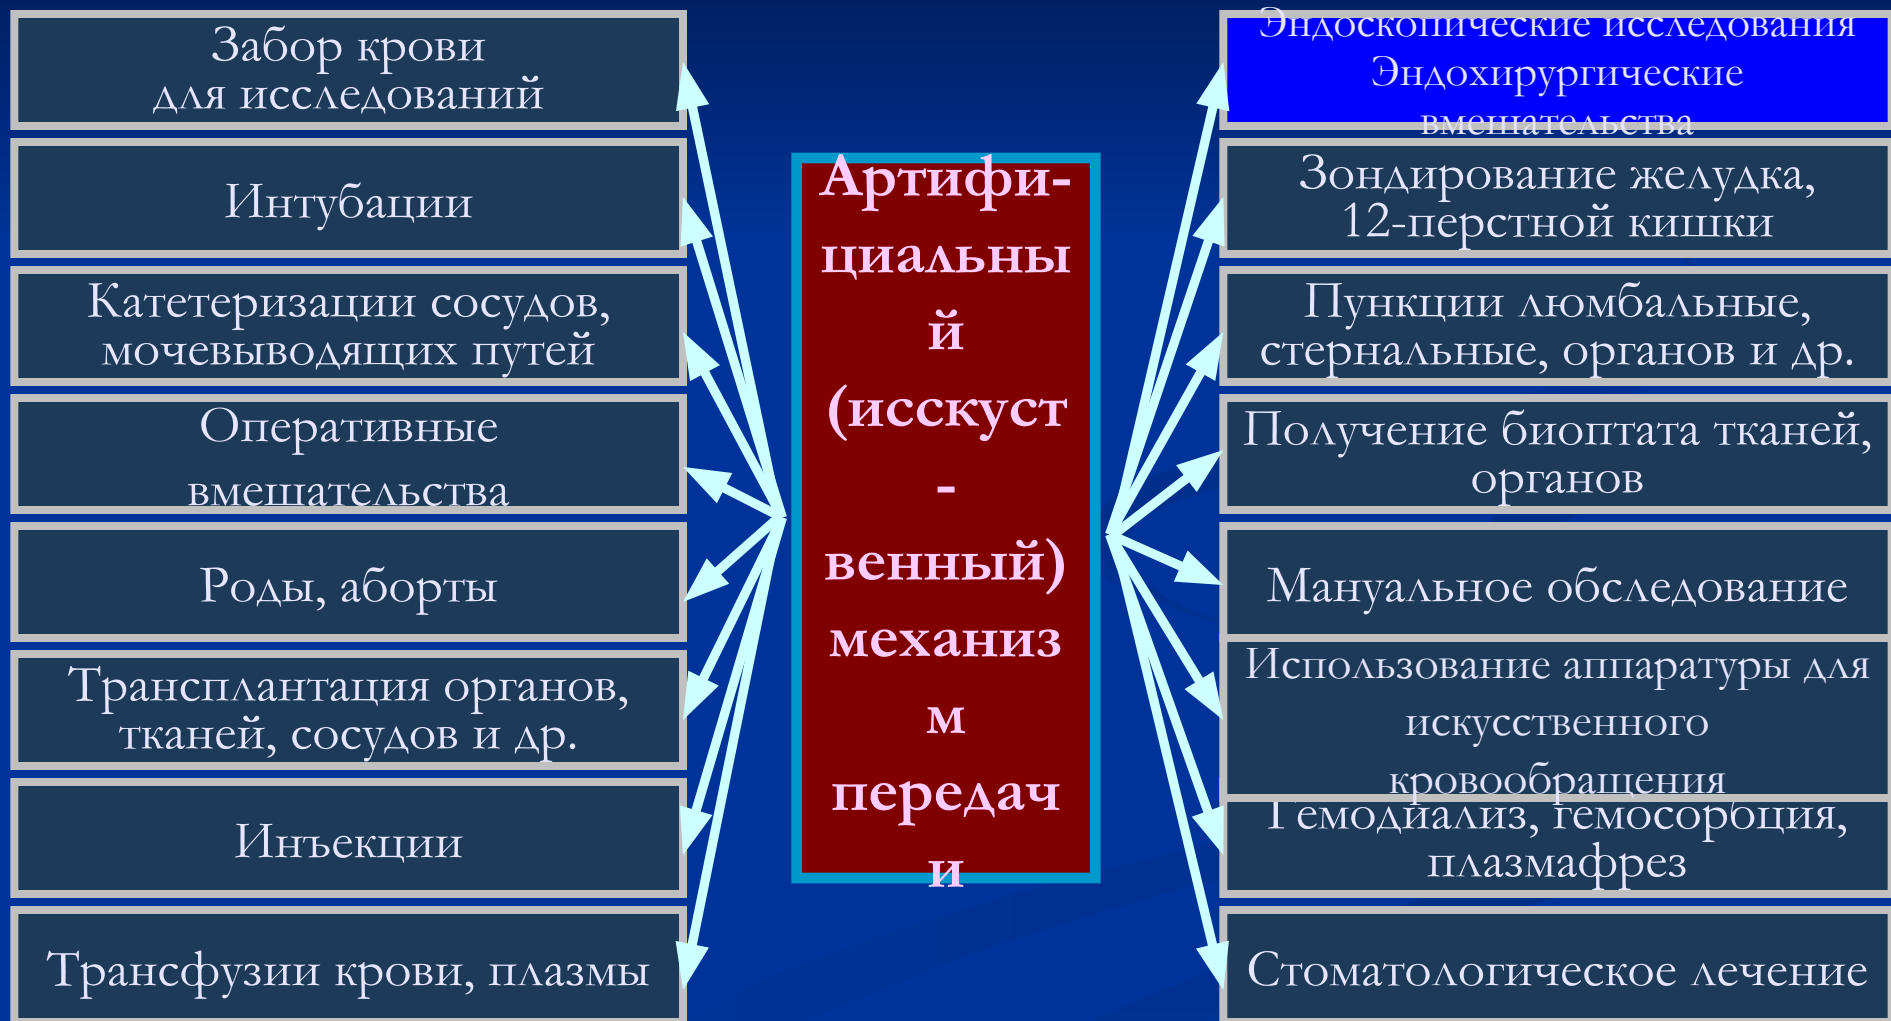 Забор крови
для исследований
Интубации
Катетеризации сосудов,
мочевыводящих путей
Оперативные
вмешательства
Роды, аборты
Трансплантация органов,
тканей, сосудов и др.
Инъекции
Трансфузии крови, плазмы
Артифи-
циальны
й
(исскуст
-
венный)
механиз
м
передач
и
Эндоскопические исследования
Эндохирургические
вмешательства
Зондирование желудка,
12-перстной кишки
Пункции люмбальные,
стернальные, органов и др.
Получение биоптата тканей,
органов
Мануальное обследование
Использование аппаратуры для
искусственного
кровообращения
Гемодиализ, гемосорбция,
плазмафрез
Стоматологическое лечение